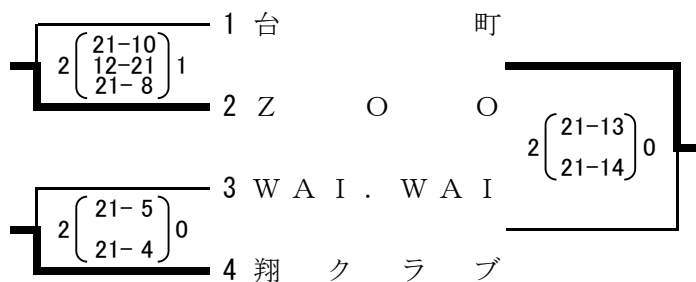 1 台 町
2 ( 21-10 12-21 21- 8 ) 1
2 Z O O
2 ( 21-13 21-14 ) 0
3 W A I . W A I
2 ( 21- 5 21- 4 ) 0
4 翔 ク ラ ブ